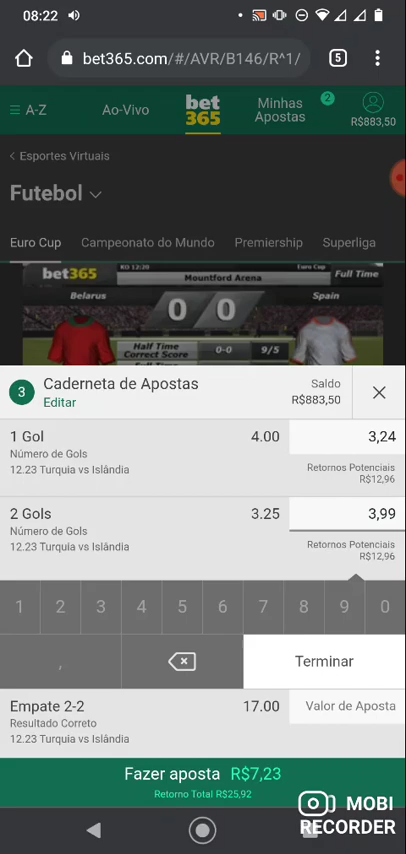 08:22
bet365.com/#/AVR/B146/R^1/
5
A-Z
Ao-Vivo
bet
365
Minhas
Apostas
2
R$883,50
< Esportes Virtuais
Futebol
Euro Cup
Campeonato do Mundo
Premiership
Superliga
bet365
KO 12:20
Euro Cup
Full Time
Mountford Arena
Belarus
0 0
Spain
Half Time
Correct Score
0-0
9/5
3
Caderneta de Apostas
Editar
Saldo
R$883,50
1 Gol
4.00
3,24
Número de Gols
12.23 Turquia vs Islândia
Retornos Potenciais
R$12,96
2 Gols
3.25
3,99
Número de Gols
12.23 Turquia vs Islândia
Retornos Potenciais
R$12,96
1 2 3 4 5 6 7 8 9 0
,
Terminar
Empate 2-2
17.00
Valor de Aposta
Resultado Correto
12.23 Turquia vs Islândia
Fazer aposta R$7,23
Retorno Total R$25,92
MOBI
RECORDER